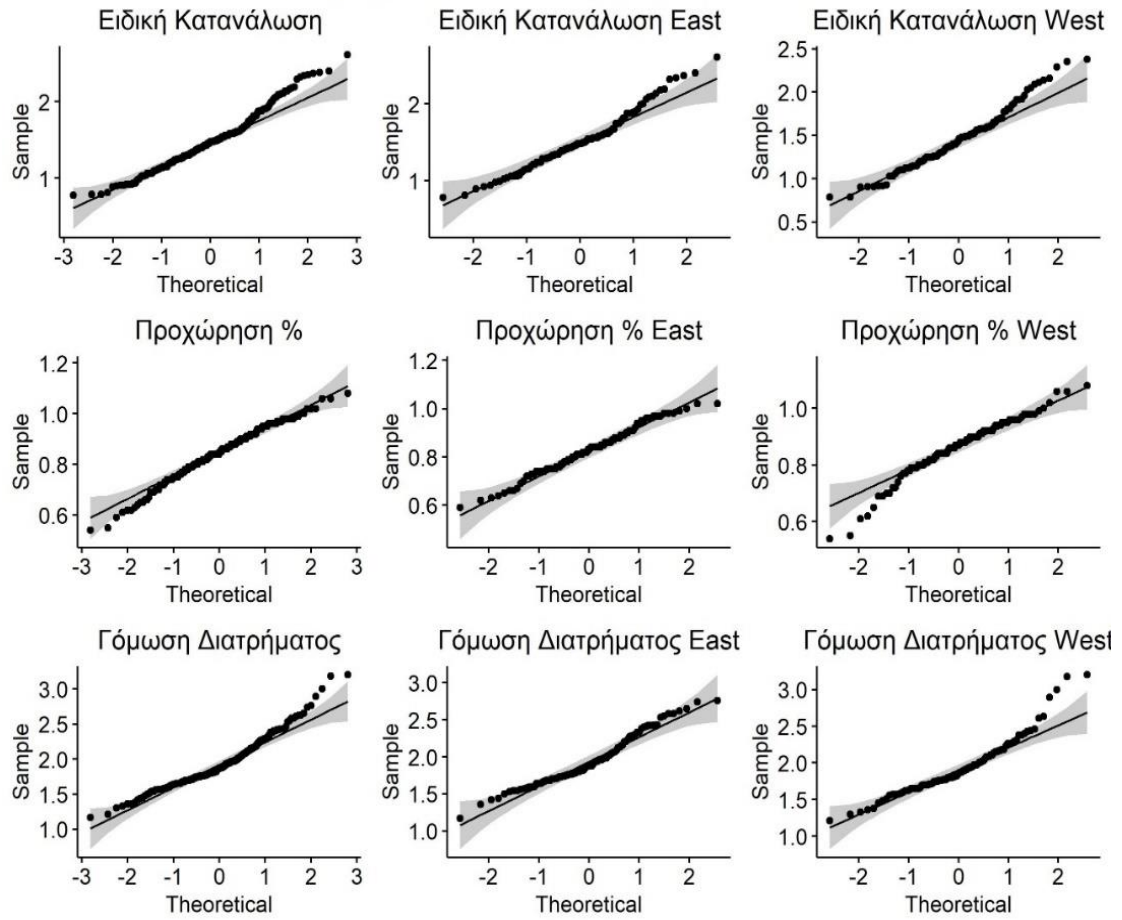 Ειδική Κατανάλωση
Sample
2
1
-3 -2 -1 0 1 2 3
Theoretical
Ειδική Κατανάλωση East
Sample
2
1
-2 -1 0 1 2
Theoretical
Ειδική Κατανάλωση West
Sample
2.5
2.0
1.5
1.0
0.5
-2 -1 0 1 2
Theoretical
Προχώρηση %
Sample
1.2
1.0
0.8
0.6
-3 -2 -1 0 1 2 3
Theoretical
Προχώρηση % East
Sample
1.2
1.0
0.8
0.6
-2 -1 0 1 2
Theoretical
Προχώρηση % West
Sample
1.0
0.8
0.6
-2 -1 0 1 2
Theoretical
Γόμωση Διατρήματος
Sample
3.0
2.5
2.0
1.5
1.0
-3 -2 -1 0 1 2 3
Theoretical
Γόμωση Διατρήματος East
Sample
3.0
2.5
2.0
1.5
1.0
-2 -1 0 1 2
Theoretical
Γόμωση Διατρήματος West
Sample
3.0
2.5
2.0
1.5
1.0
-2 -1 0 1 2
Theoretical